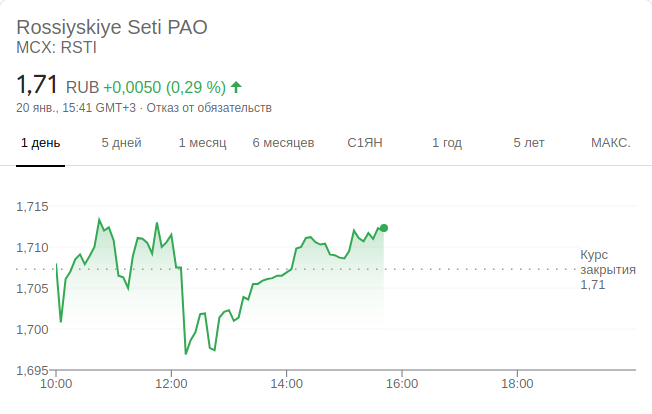 Rossiyskiye Seti PAO
MCX: RSTI
1,71 RUB +0,0050 (0,29 %)
20 янв., 15:41 GMT+3 · Отказ от обязательств
1 день 5 дней 1 месяц 6 месяцев С1ЯН 1 год 5 лет МАКС.
1,715
1,710
1,705
1,700
1,695
Курс
закрытия
1,71
10:00 12:00 14:00 16:00 18:00